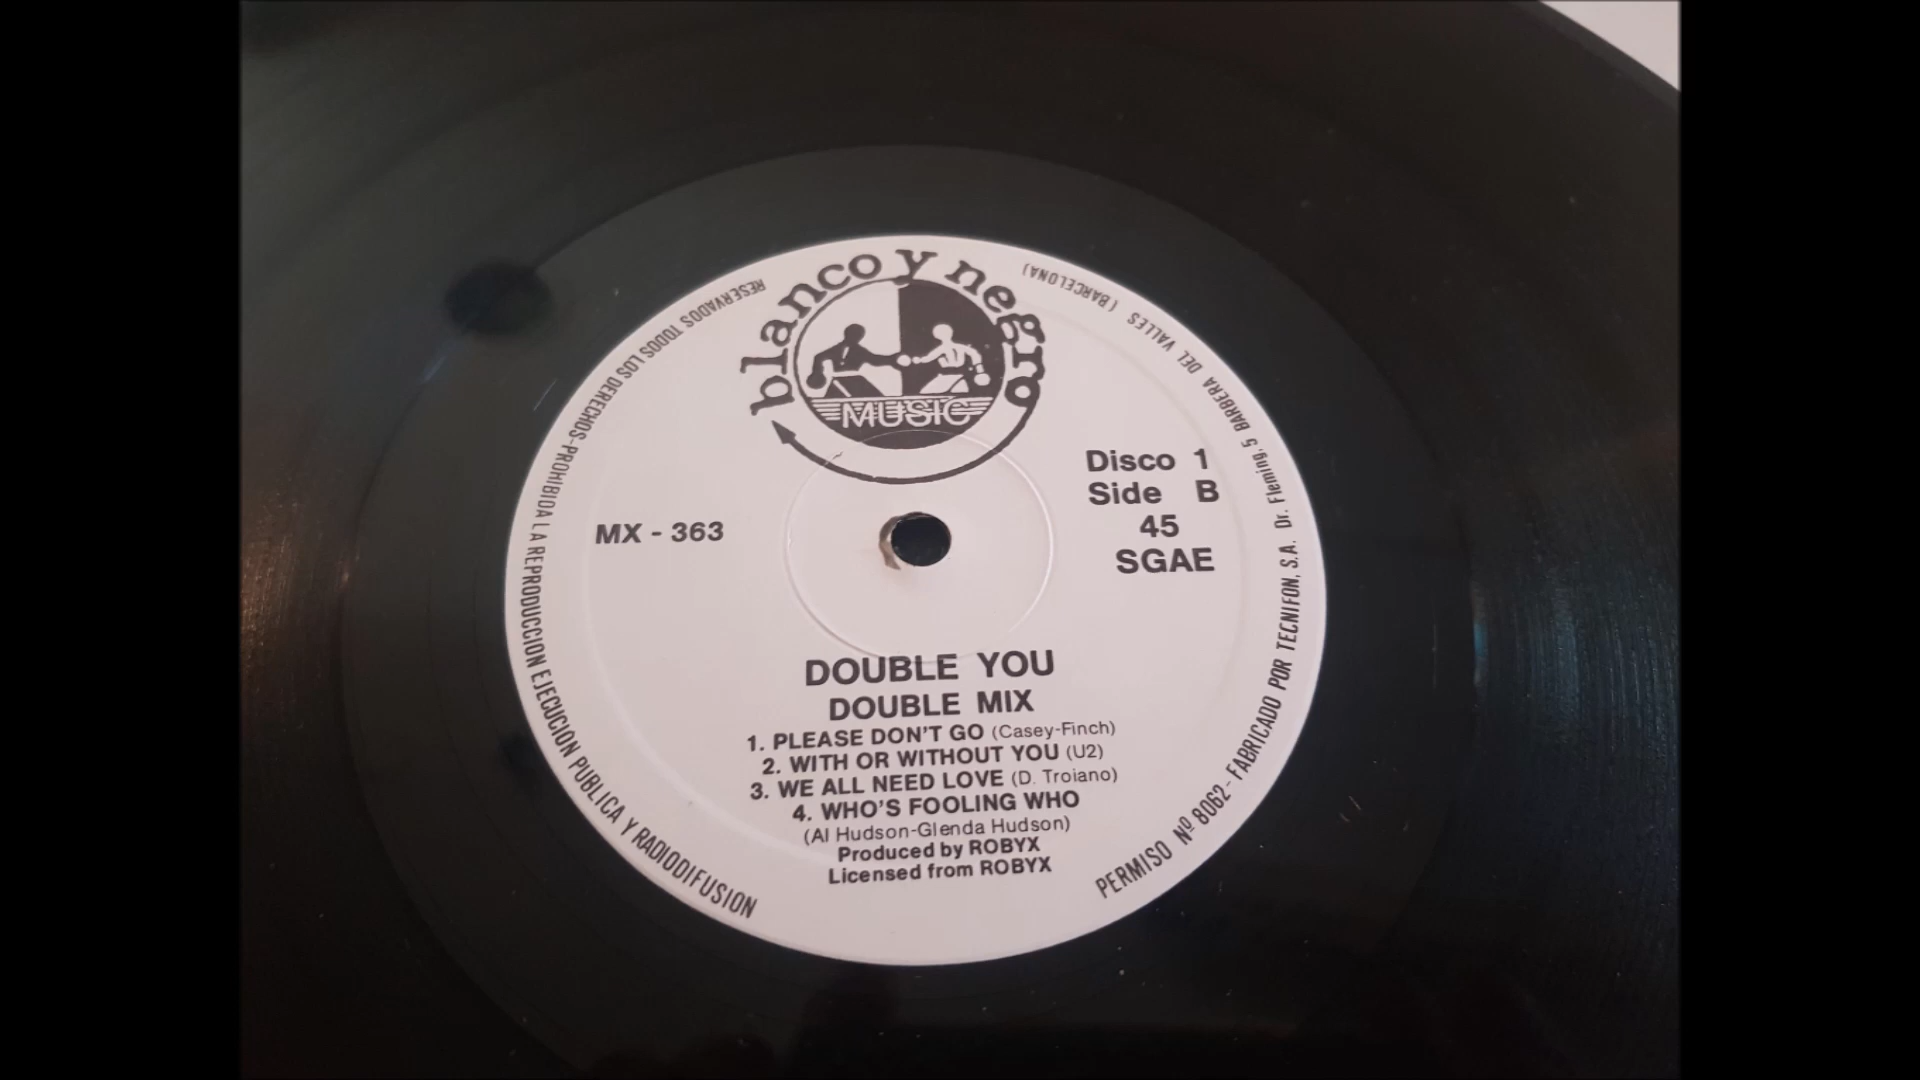 blanco y negro
MUSIC
Disco 1
Side B
45
SGAE
MX - 363
DOUBLE YOU
DOUBLE MIX
1. PLEASE DON'T GO (Casey-Finch)
2. WITH OR WITHOUT YOU (U2)
3. WE ALL NEED LOVE (D. Troiano)
4. WHO'S FOOLING WHO
(Al Hudson-Glenda Hudson)
Produced by ROBYX
Licensed from ROBYX
RESERVADOS TODOS LOS DERECHOS-PROHIBIDA LA REPRODUCCION EJECUCION PUBLICA Y RADIODIFUSION
PERMISO Nº 8062- FABRICADO POR TECNIFON, S.A. Dr. Fleming, 5 BARBERA DEL VALLES (BARCELONA)